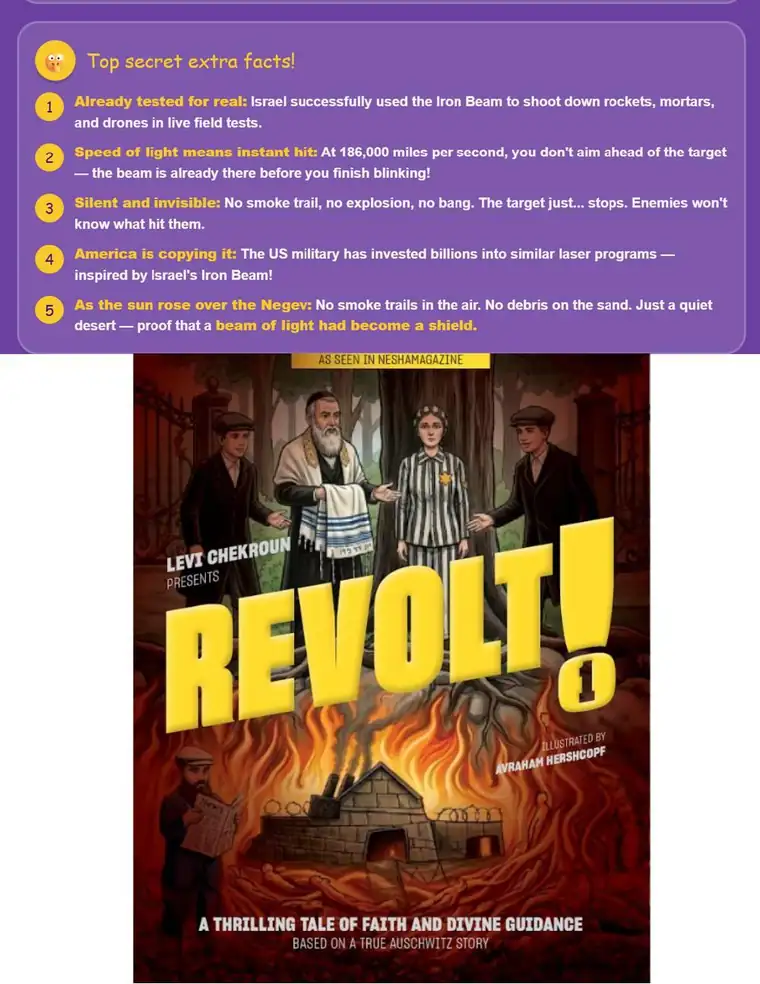 Top secret extra facts!
1 Already tested for real: Israel successfully used the Iron Beam to shoot down rockets, mortars,
and drones in live field tests.
2 Speed of light means instant hit: At 186,000 miles per second, you don't aim ahead of the target
— the beam is already there before you finish blinking!
3 Silent and invisible: No smoke trail, no explosion, no bang. The target just... stops. Enemies won't
know what hit them.
4 America is copying it: The US military has invested billions into similar laser programs —
inspired by Israel's Iron Beam!
5 As the sun rose over the Negev: No smoke trails in the air. No debris on the sand. Just a quiet
desert — proof that a beam of light had become a shield.
AS SEEN IN NESHAMAGAZINE
LEVI CHEKROUN
PRESENTS
REVOLT!
1
ILLUSTRATED BY
AVRAHAM HERSHCOPF
A THRILLING TALE OF FAITH AND DIVINE GUIDANCE
BASED ON A TRUE AUSCHWITZ STORY